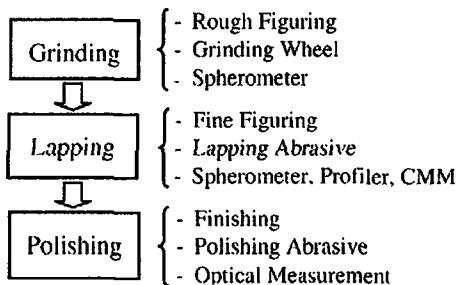 Grinding
- Rough Figuring
- Grinding Wheel
- Spherometer
Lapping
- Fine Figuring
- Lapping Abrasive
- Spherometer, Profiler, CMM
Polishing
- Finishing
- Polishing Abrasive
- Optical Measurement